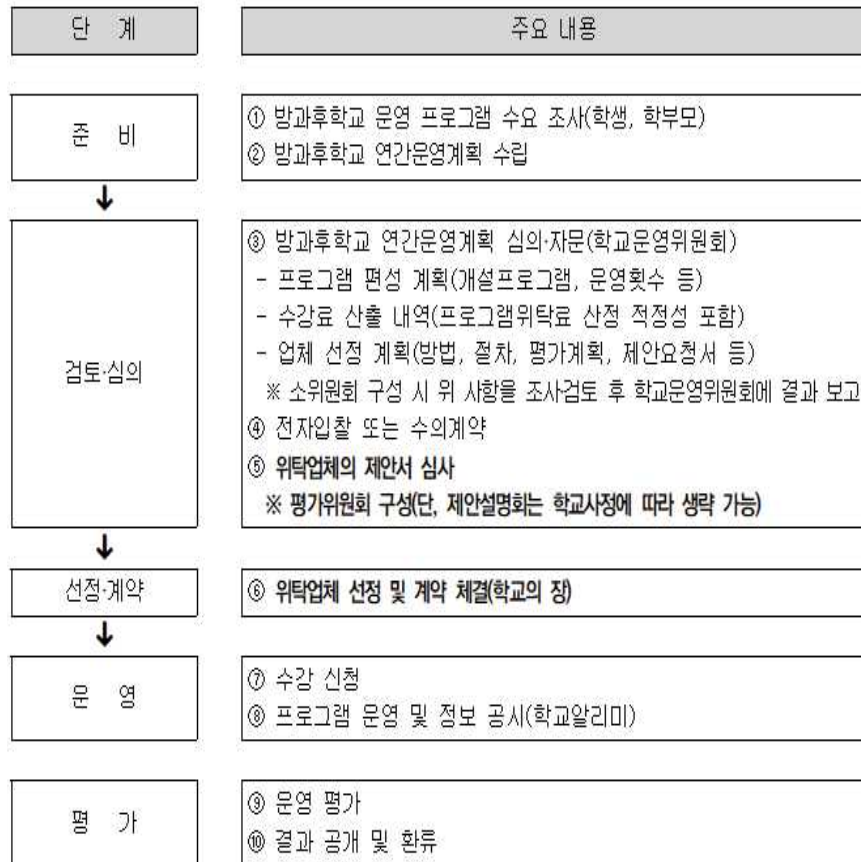 단 계
주요 내용
준 비
① 방과후학교 운영 프로그램 수요 조사(학생, 학부모)
② 방과후학교 연간운영계획 수립
↓
검토·심의
③ 방과후학교 연간운영계획 심의·자문(학교운영위원회)
- 프로그램 편성 계획(개설프로그램, 운영횟수 등)
- 수강료 산출 내역(프로그램위탁료 산정 적정성 포함)
- 업체 선정 계획(방법, 절차, 평가계획, 제안요청서 등)
※ 소위원회 구성 시 위 사항을 조사검토 후 학교운영위원회에 결과 보고
④ 전자입찰 또는 수의계약
⑤ 위탁업체의 제안서 심사
※ 평가위원회 구성(단, 제안설명회는 학교사정에 따라 생략 가능)
↓
선정·계약
⑥ 위탁업체 선정 및 계약 체결(학교의 장)
↓
운 영
⑦ 수강 신청
⑧ 프로그램 운영 및 정보 공시(학교알리미)
평 가
⑨ 운영 평가
⑩ 결과 공개 및 환류